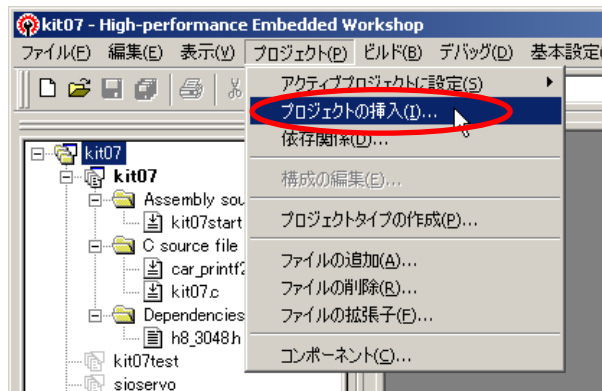 kit07 - High-performance Embedded Workshop
ファイル(F) 編集(E) 表示(V) プロジェクト(P) ビルド(B) デバッグ(D) 基本設定(
アクティブプロジェクトに設定(S)
プロジェクトの挿入(I)...
依存関係(D)...
構成の編集(E)...
プロジェクトタイプの作成(P)...
ファイルの追加(A)...
ファイルの削除(R)...
ファイルの拡張子(F)...
コンポーネント(C)...
kit07
kit07
Assembly sou
kit07start
C source file
car_printf2
kit07.c
Dependencies
h8_3048.h
kit07test
sioservo